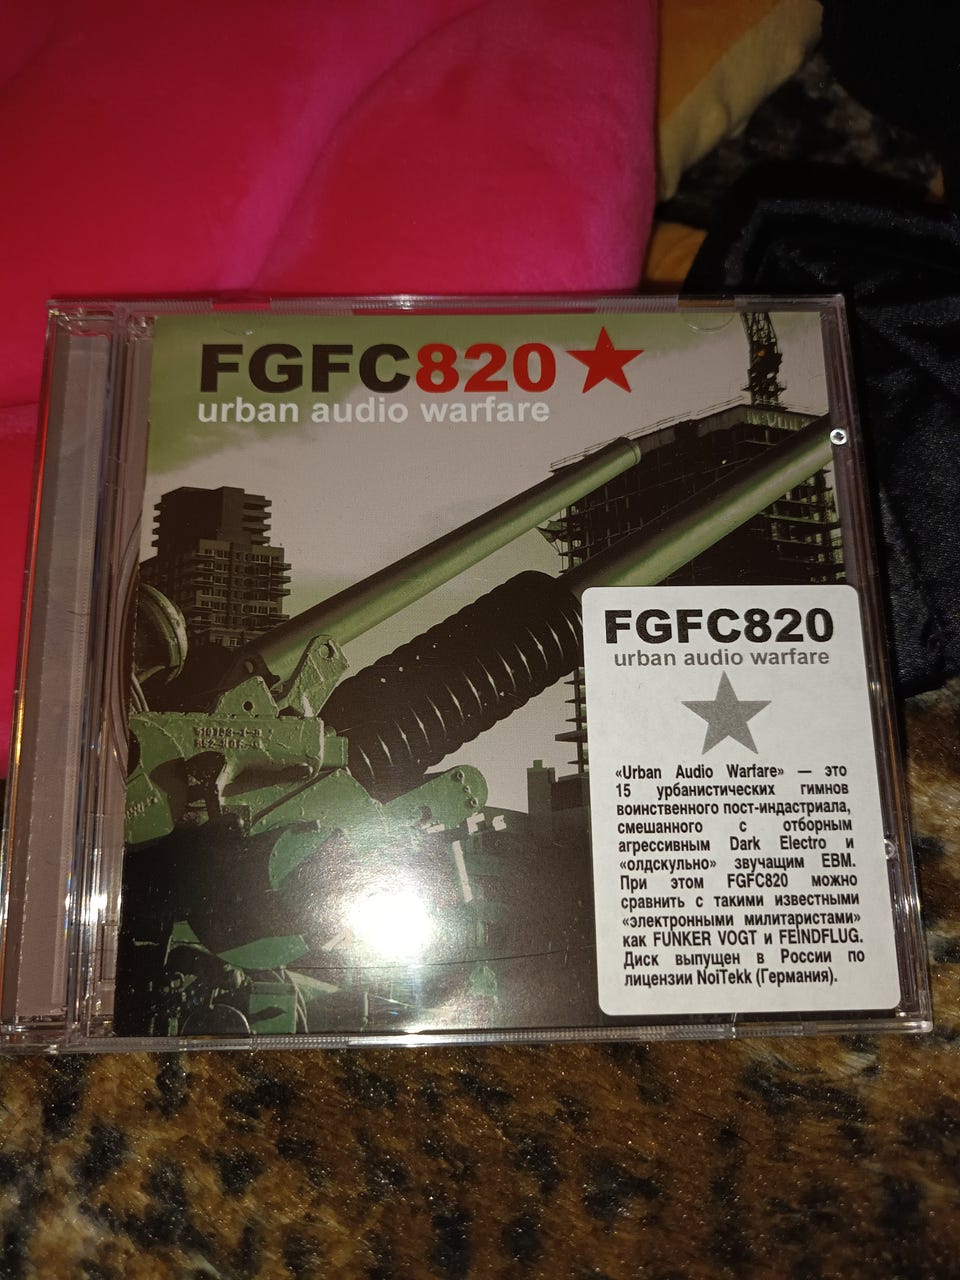 FGFC820
urban audio warfare
FGFC820
urban audio warfare
«Urban Audio Warfare» — это
15 урбанистических гимнов
воинственного пост-индастриала,
смешанного с отборным
агрессивным Dark Electro и
«олдскульно» звучащим EBM.
При этом FGFC820 можно
сравнить с такими известными
«электронными милитаристами»
как FUNKER VOGT и FEINDFLUG.
Диск выпущен в России по
лицензии NoiTekk (Германия).